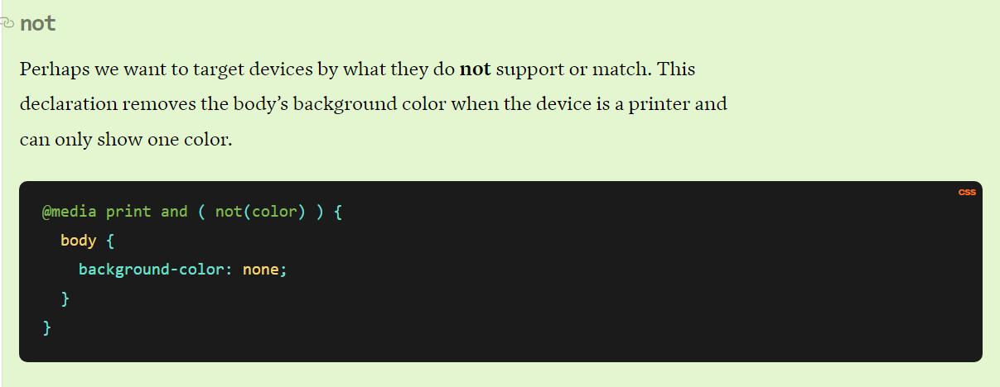 not
Perhaps we want to target devices by what they do not support or match. This
declaration removes the body’s background color when the device is a printer and
can only show one color.
CSS
@media print and ( not(color) ) {
  body {
    background-color: none;
  }
}